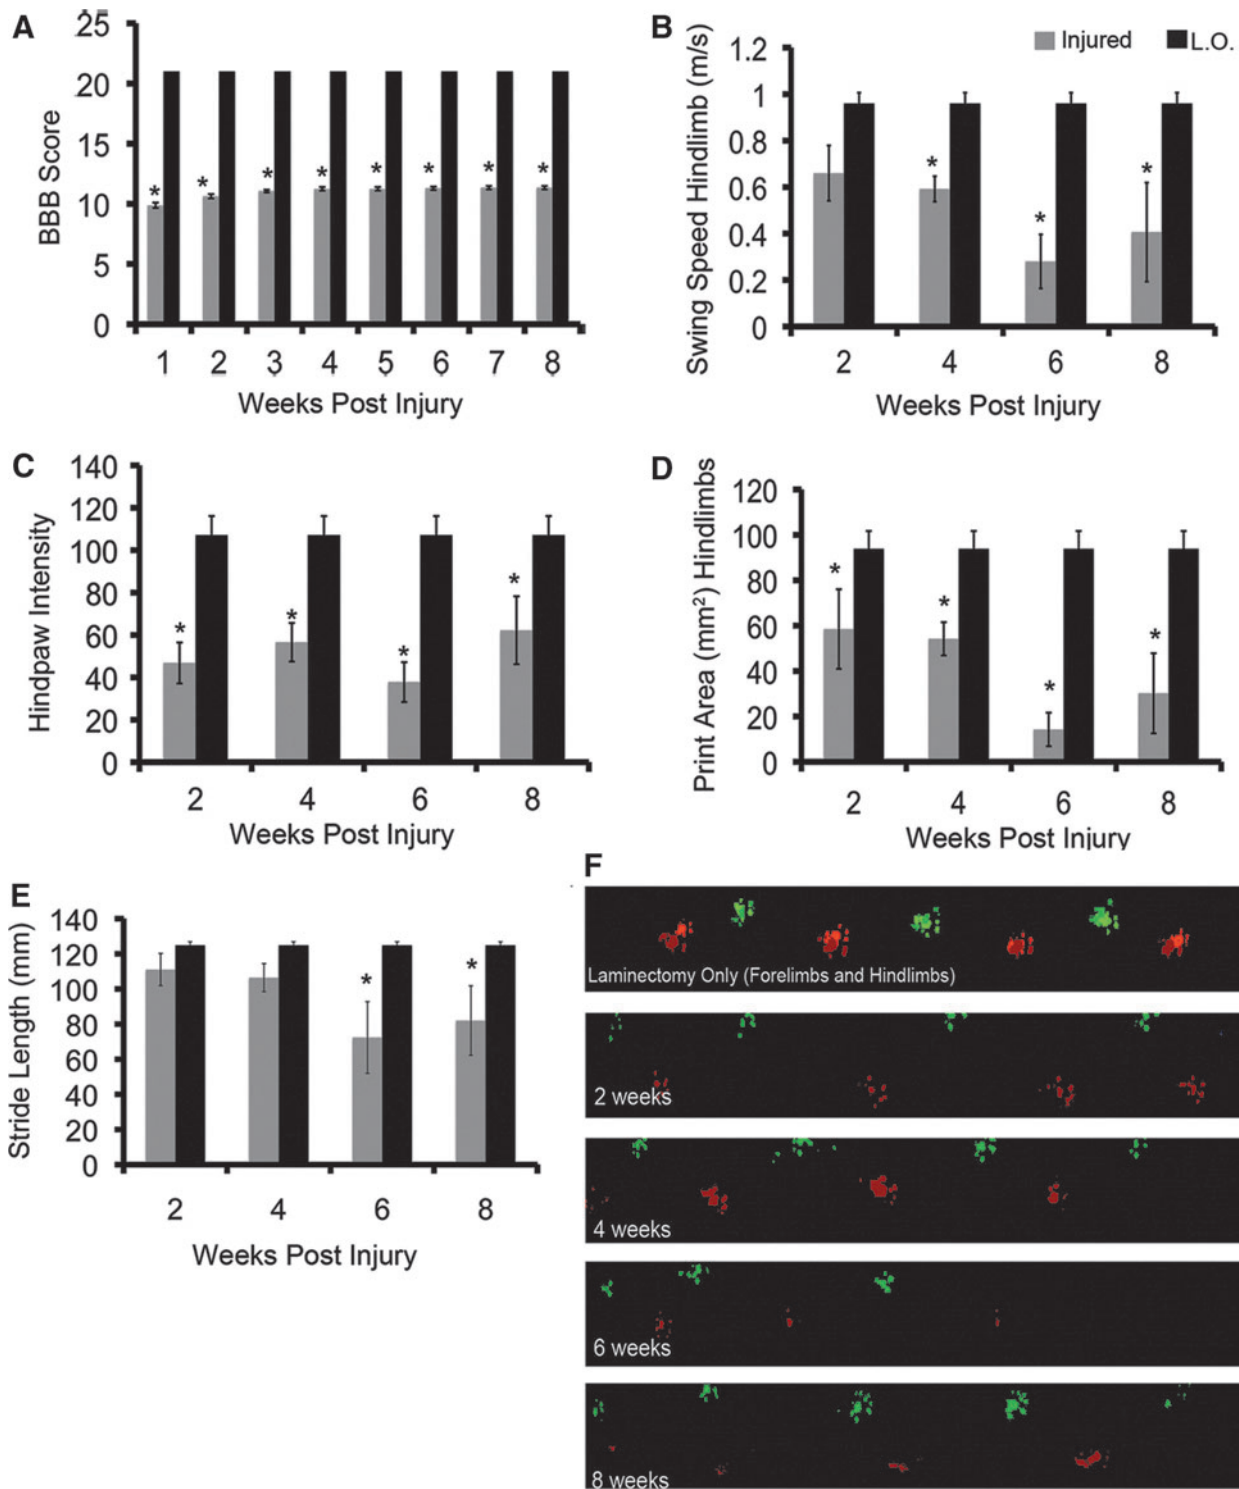 A
BBB Score
25
20
15
10
5
0
* * * * * * * *
1 2 3 4 5 6 7 8
Weeks Post Injury
B
Injured L.O.
Swing Speed Hindlimb (m/s)
1.2
1
0.8
0.6
0.4
0.2
0
* * *
2 4 6 8
Weeks Post Injury
C
Hindpaw Intensity
140
120
100
80
60
40
20
0
* * * *
2 4 6 8
Weeks Post Injury
D
Print Area (mm²) Hindlimbs
120
100
80
60
40
20
0
* * * *
2 4 6 8
Weeks Post Injury
E
Stride Length (mm)
140
120
100
80
60
40
20
0
* *
2 4 6 8
Weeks Post Injury
F
Laminectomy Only (Forelimbs and Hindlimbs)
2 weeks
4 weeks
6 weeks
8 weeks